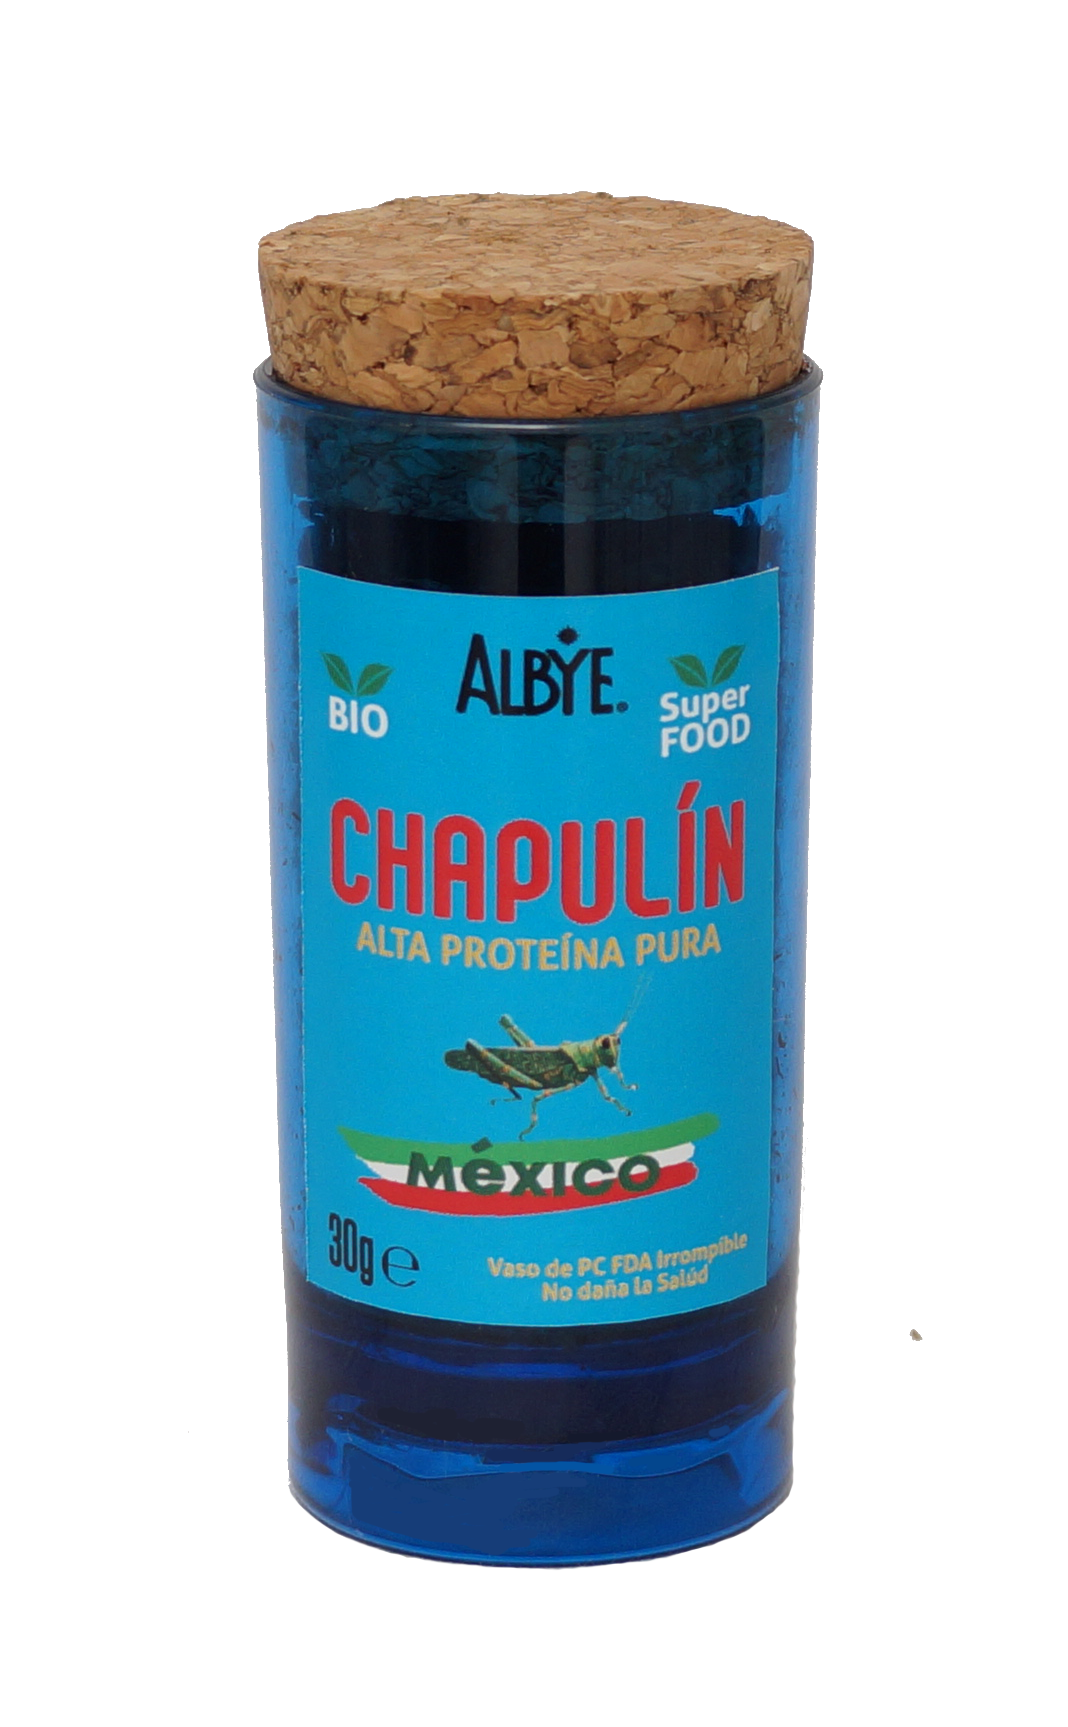 ALBYE®
BIO
Super
FOOD
CHAPULÍN
ALTA PROTEÍNA PURA
México
30g ℮
Vaso de PC FDA irrompible
No daña la Salúd